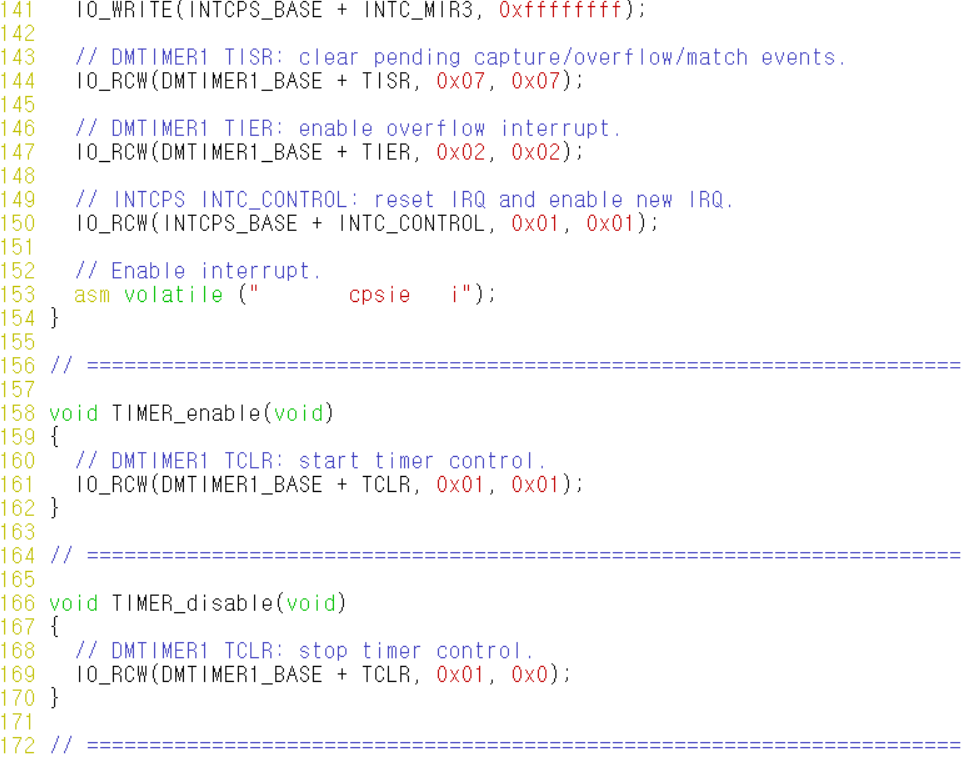 141   IO_WRITE(INTCPS_BASE + INTC_MIR3, 0xffffffff);
142
143   // DMTIMER1 TISR: clear pending capture/overflow/match events.
144   IO_RCW(DMTIMER1_BASE + TISR, 0x07, 0x07);
145
146   // DMTIMER1 TIER: enable overflow interrupt.
147   IO_RCW(DMTIMER1_BASE + TIER, 0x02, 0x02);
148
149   // INTCPS INTC_CONTROL: reset IRQ and enable new IRQ.
150   IO_RCW(INTCPS_BASE + INTC_CONTROL, 0x01, 0x01);
151
152   // Enable interrupt.
153   asm volatile ("       cpsie   i");
154 }
155
156 // ======================================================================
157
158 void TIMER_enable(void)
159 {
160   // DMTIMER1 TCLR: start timer control.
161   IO_RCW(DMTIMER1_BASE + TCLR, 0x01, 0x01);
162 }
163
164 // ======================================================================
165
166 void TIMER_disable(void)
167 {
168   // DMTIMER1 TCLR: stop timer control.
169   IO_RCW(DMTIMER1_BASE + TCLR, 0x01, 0x0);
170 }
171
172 // ======================================================================